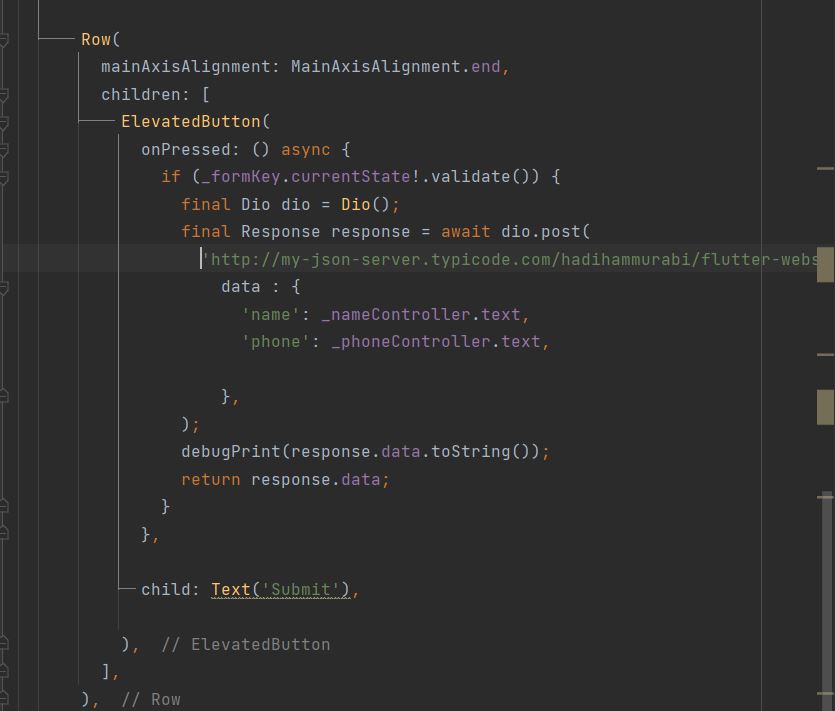 Row(
mainAxisAlignment: MainAxisAlignment.end,
children: [
ElevatedButton(
onPressed: () async {
if (_formKey.currentState!.validate()) {
final Dio dio = Dio();
final Response response = await dio.post(
'http://my-json-server.typicode.com/hadihammurabi/flutter-webs
data : {
'name': _nameController.text,
'phone': _phoneController.text,
},
);
debugPrint(response.data.toString());
return response.data;
}
},
child: Text('Submit'),
), // ElevatedButton
],
), // Row